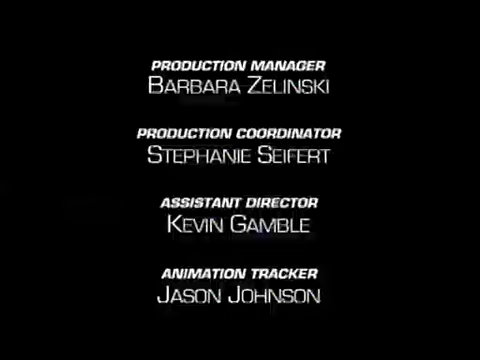 PRODUCTION MANAGER
BARBARA ZELINSKI
PRODUCTION COORDINATOR
STEPHANIE SEIFERT
ASSISTANT DIRECTOR
KEVIN GAMBLE
ANIMATION TRACKER
JASON JOHNSON